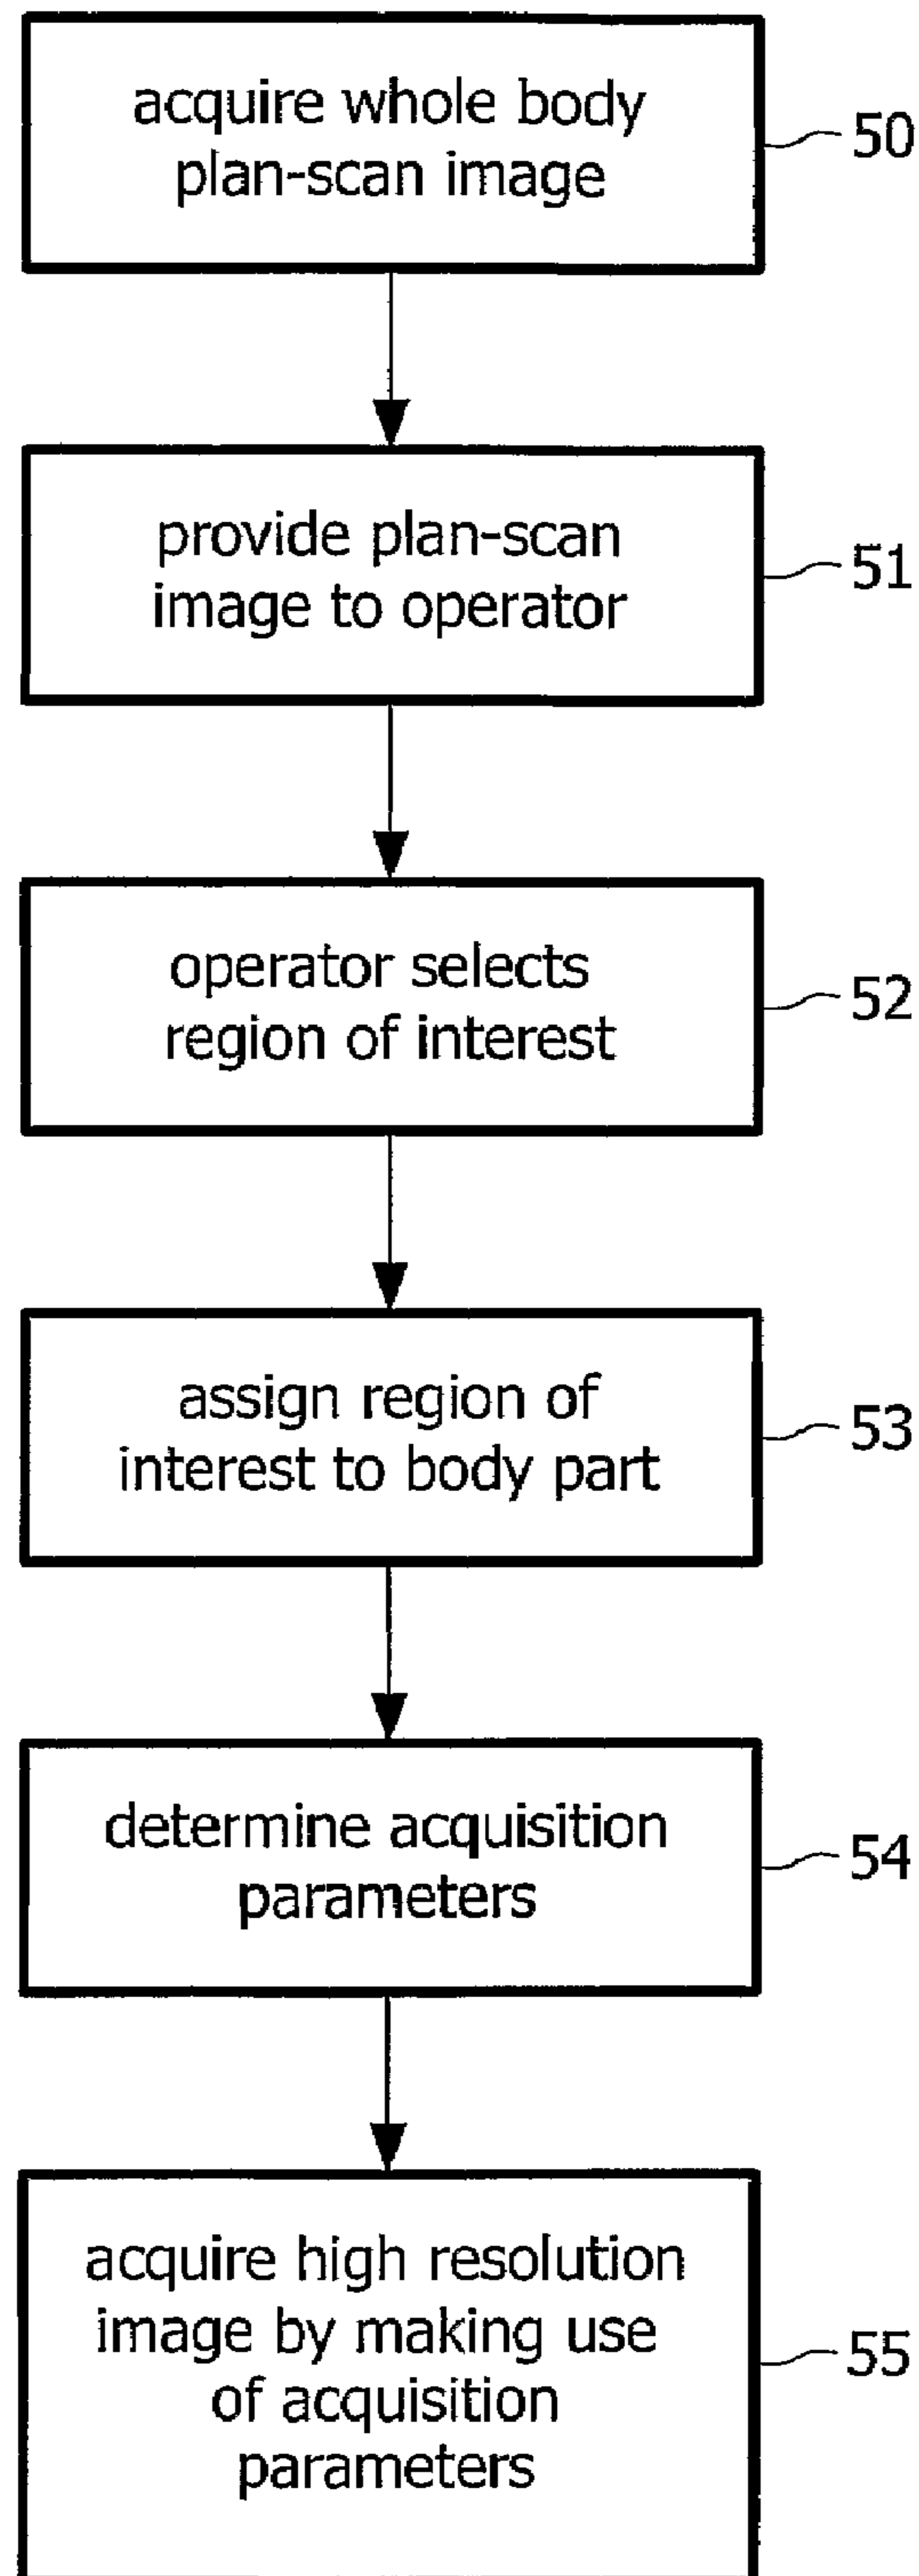 acquire whole body
plan-scan image
50
provide plan-scan
image to operator
51
operator selects
region of interest
52
assign region of
interest to body part
53
determine acquisition
parameters
54
acquire high resolution
image by making use
of acquisition
parameters
55